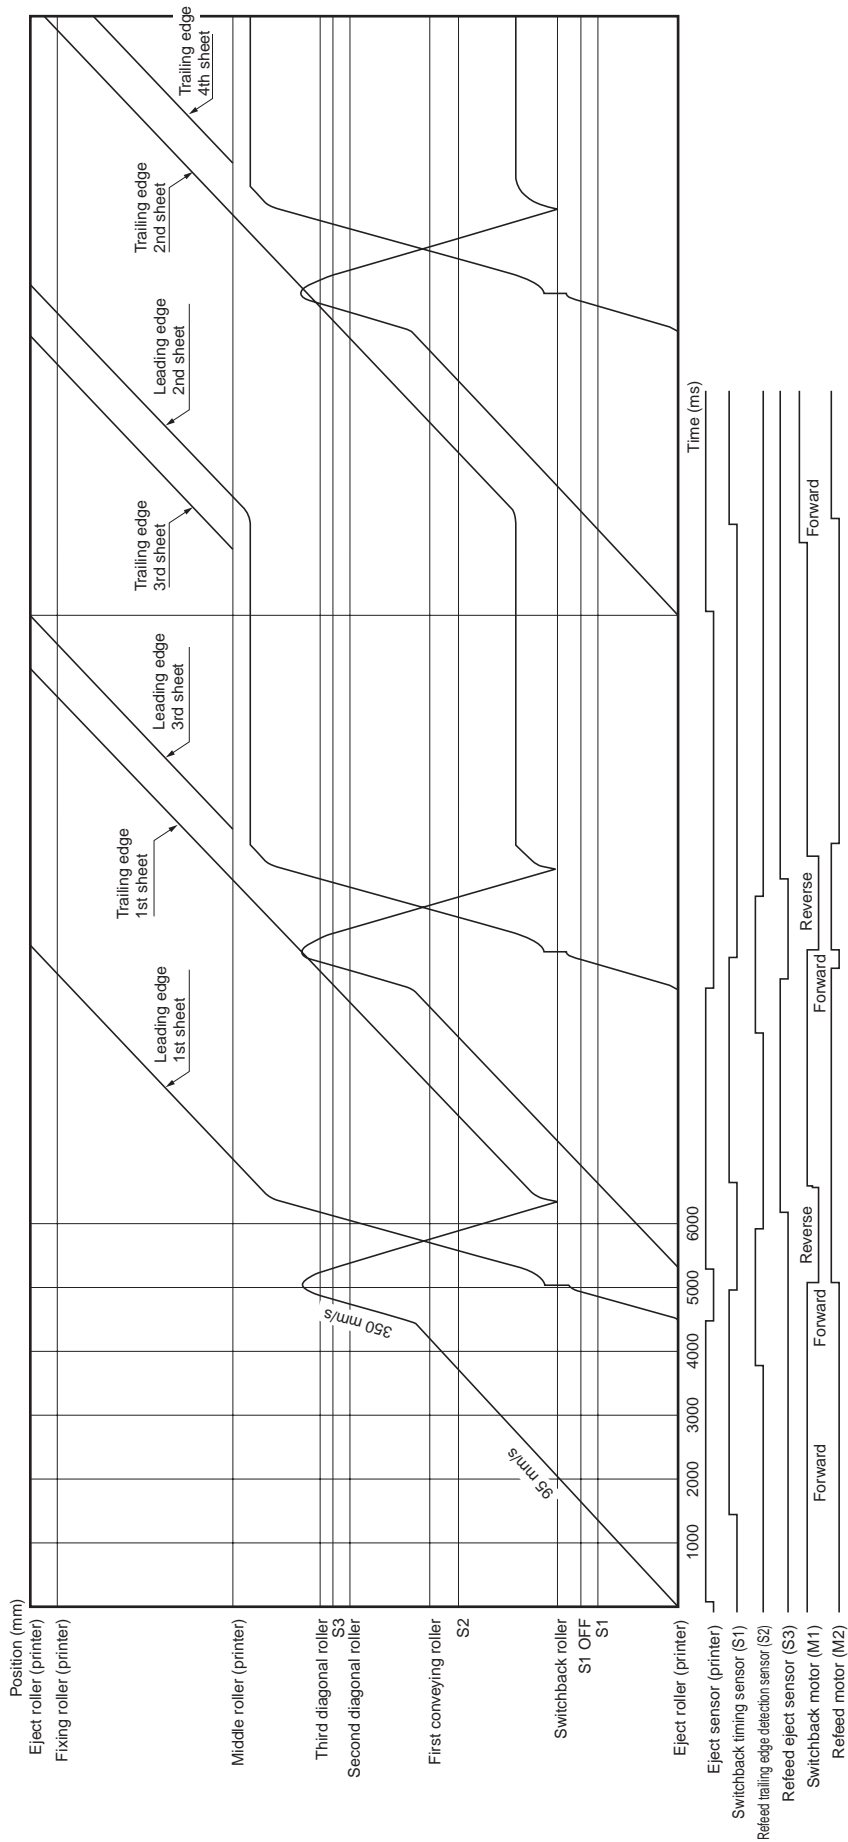 Position (mm)
Eject roller (printer)
Fixing roller (printer)
Middle roller (printer)
Third diagonal roller
S3
Second diagonal roller
First conveying roller
S2
Switchback roller
S1 OFF
S1
Eject roller (printer)
Leading edge
1st sheet
Trailing edge
1st sheet
Leading edge
3rd sheet
Trailing edge
3rd sheet
Leading edge
2nd sheet
Trailing edge
2nd sheet
Trailing edge
4th sheet
95 mm/s
350 mm/s
1000
2000
3000
4000
5000
6000
Time (ms)
Eject sensor (printer)
Switchback timing sensor (S1)
Refeed trailing edge detection sensor (S2)
Refeed eject sensor (S3)
Switchback motor (M1)
Forward
Forward
Reverse
Forward
Reverse
Forward
Refeed motor (M2)